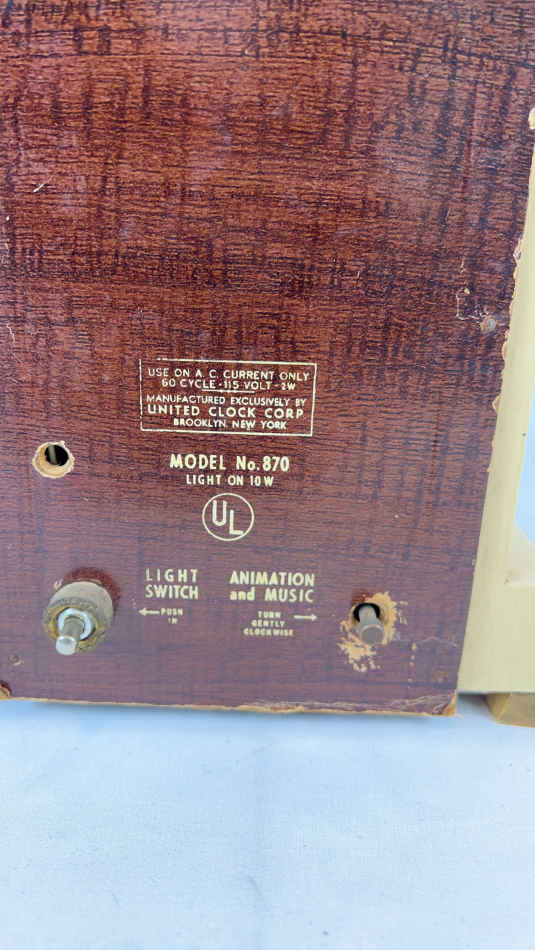 USE ON A. C. CURRENT ONLY
60 CYCLE · 115 VOLT · 2W
MANUFACTURED EXCLUSIVELY BY
UNITED CLOCK CORP.
BROOKLYN, NEW YORK
MODEL No. 870
LIGHT ON 10 W
UL
LIGHT
SWITCH
←PUSH
IN
ANIMATION
and MUSIC
TURN →
GENTLY
CLOCKWISE